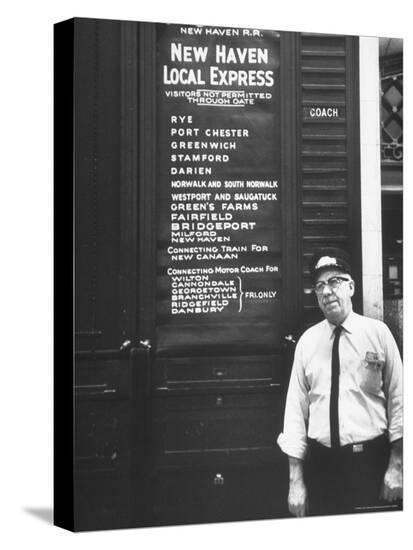 NEW HAVEN R.R.
NEW HAVEN
LOCAL EXPRESS
VISITORS NOT PERMITTED
THROUGH GATE
COACH
RYE
PORT CHESTER
GREENWICH
STAMFORD
DARIEN
NORWALK AND SOUTH NORWALK
WESTPORT AND SAUGATUCK
GREEN'S FARMS
FAIRFIELD
BRIDGEPORT
MILFORD
NEW HAVEN
CONNECTING TRAIN FOR
NEW CANAAN
CONNECTING MOTOR COACH FOR
WILTON
CANNONDALE
GEORGETOWN
BRANCHVILLE
RIDGEFIELD
DANBURY
FRI. ONLY